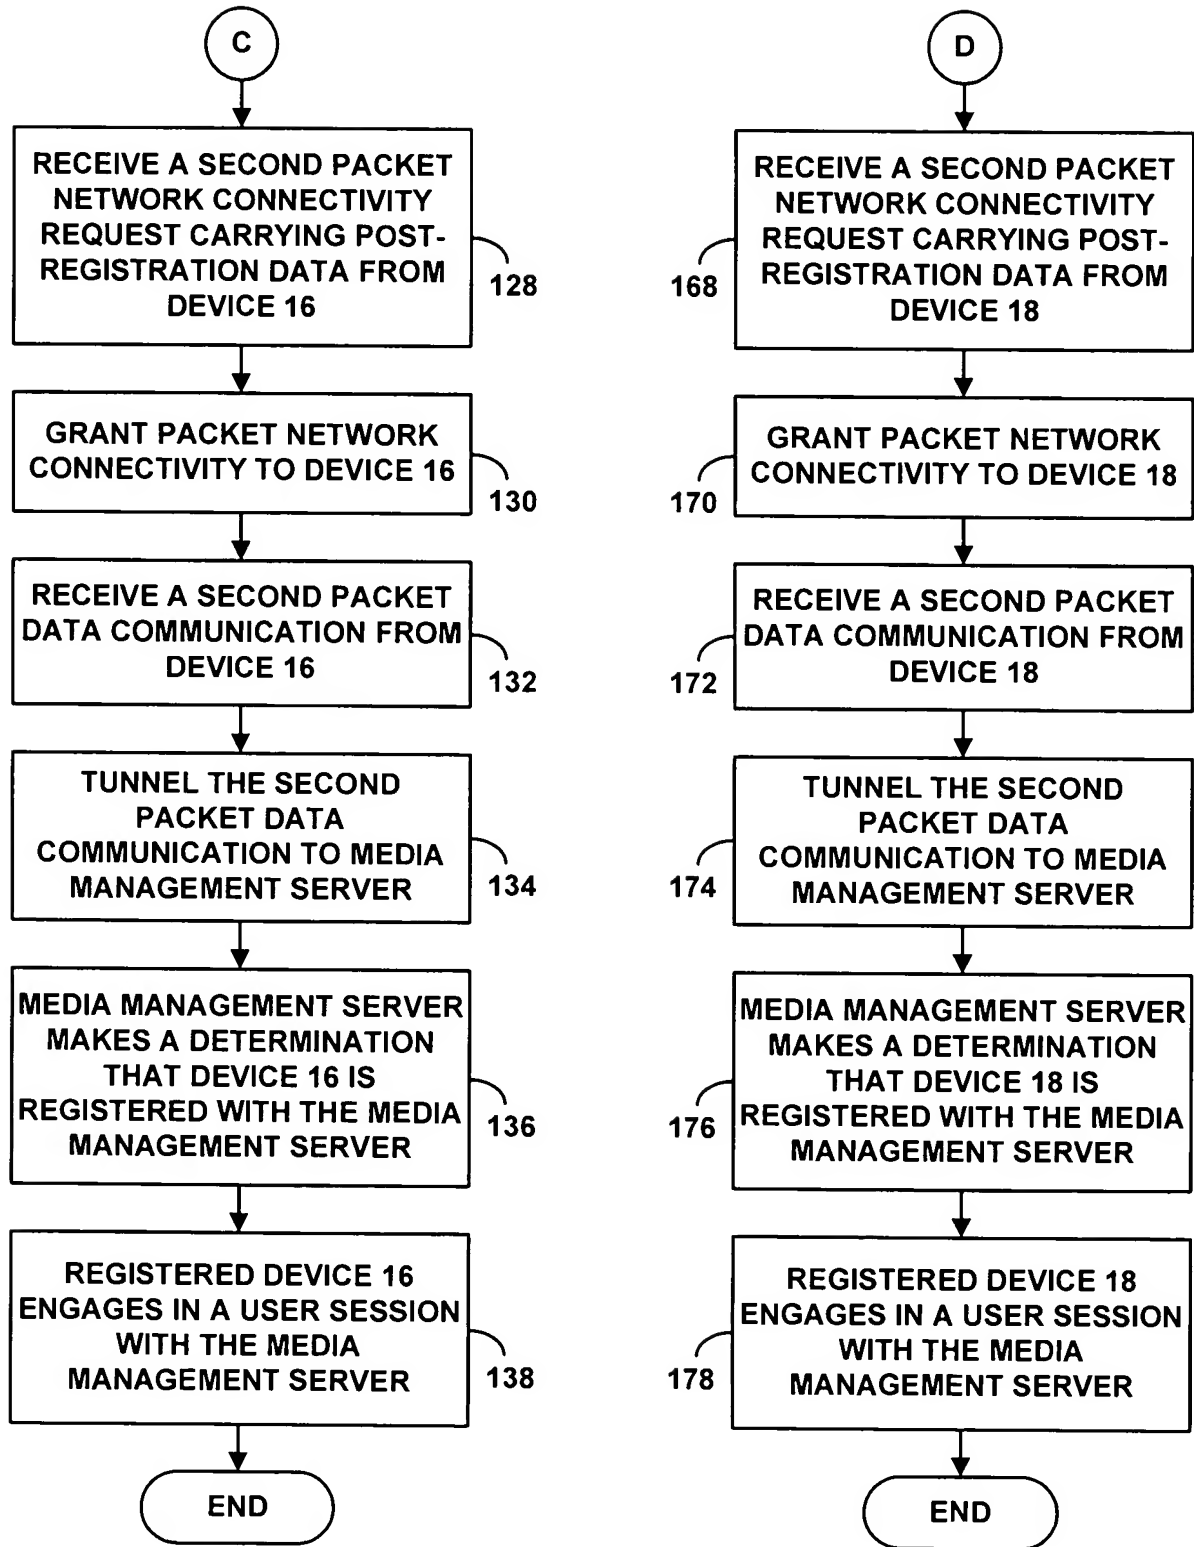 C
RECEIVE A SECOND PACKET
NETWORK CONNECTIVITY
REQUEST CARRYING POST-
REGISTRATION DATA FROM
DEVICE 16
128
GRANT PACKET NETWORK
CONNECTIVITY TO DEVICE 16
130
RECEIVE A SECOND PACKET
DATA COMMUNICATION FROM
DEVICE 16
132
TUNNEL THE SECOND
PACKET DATA
COMMUNICATION TO MEDIA
MANAGEMENT SERVER
134
MEDIA MANAGEMENT SERVER
MAKES A DETERMINATION
THAT DEVICE 16 IS
REGISTERED WITH THE MEDIA
MANAGEMENT SERVER
136
REGISTERED DEVICE 16
ENGAGES IN A USER SESSION
WITH THE MEDIA
MANAGEMENT SERVER
138
END
D
RECEIVE A SECOND PACKET
NETWORK CONNECTIVITY
REQUEST CARRYING POST-
REGISTRATION DATA FROM
DEVICE 18
168
GRANT PACKET NETWORK
CONNECTIVITY TO DEVICE 18
170
RECEIVE A SECOND PACKET
DATA COMMUNICATION FROM
DEVICE 18
172
TUNNEL THE SECOND
PACKET DATA
COMMUNICATION TO MEDIA
MANAGEMENT SERVER
174
MEDIA MANAGEMENT SERVER
MAKES A DETERMINATION
THAT DEVICE 18 IS
REGISTERED WITH THE MEDIA
MANAGEMENT SERVER
176
REGISTERED DEVICE 18
ENGAGES IN A USER SESSION
WITH THE MEDIA
MANAGEMENT SERVER
178
END